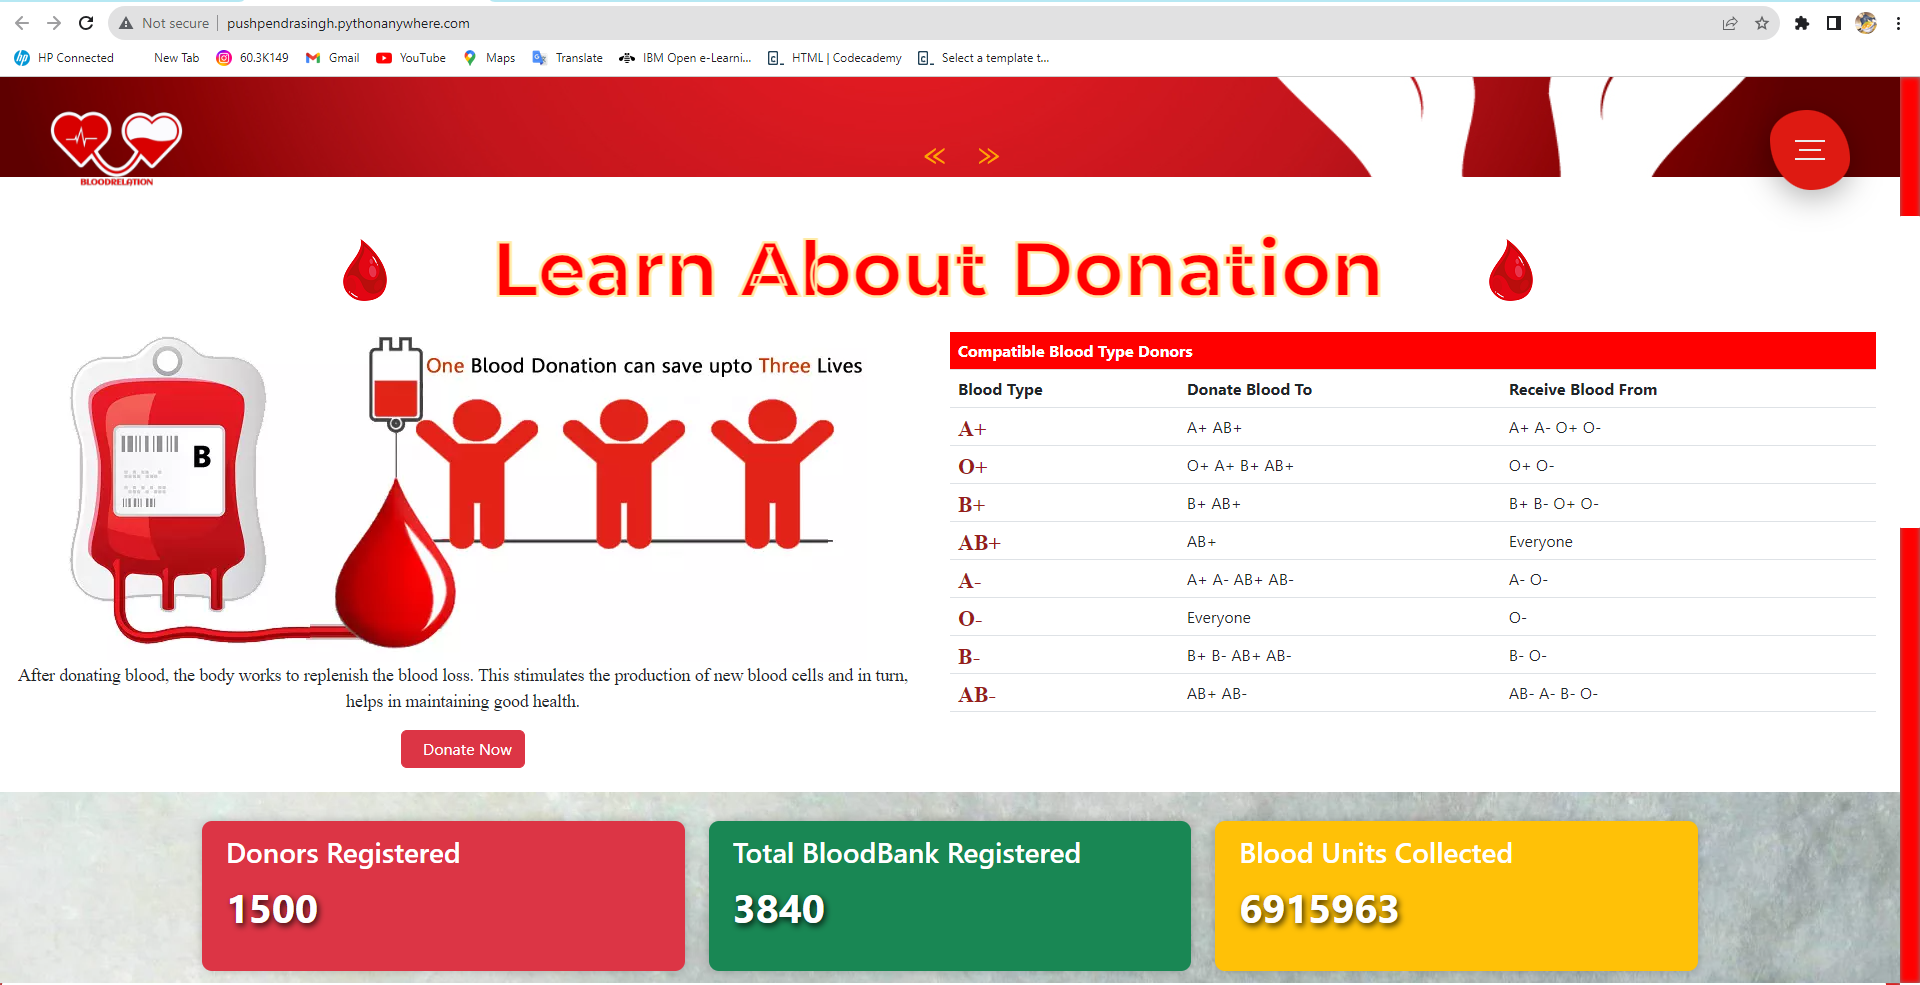 Not secure | pushpendrasingh.pythonanywhere.com
HP Connected New Tab 60.3K149 Gmail YouTube Maps Translate IBM Open e-Learni... HTML | Codecademy Select a template t...
BLOODRELATION
Learn About Donation
One Blood Donation can save upto Three Lives
B
After donating blood, the body works to replenish the blood loss. This stimulates the production of new blood cells and in turn,
helps in maintaining good health.
Donate Now
Compatible Blood Type Donors
Blood Type Donate Blood To Receive Blood From
A+ A+ AB+ A+ A- O+ O-
O+ O+ A+ B+ AB+ O+ O-
B+ B+ AB+ B+ B- O+ O-
AB+ AB+ Everyone
A- A+ A- AB+ AB- A- O-
O- Everyone O-
B- B+ B- AB+ AB- B- O-
AB- AB+ AB- AB- A- B- O-
Donors Registered
1500
Total BloodBank Registered
3840
Blood Units Collected
6915963